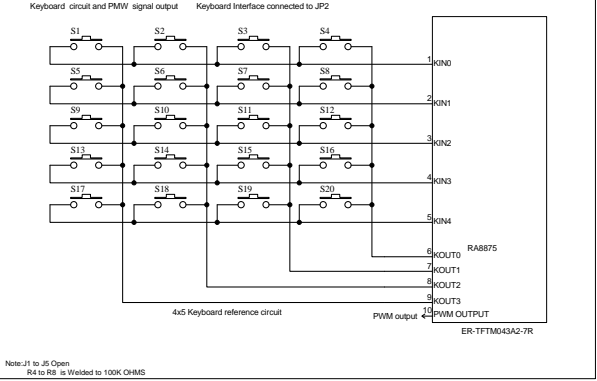 Keyboard circuit and PMW signal output Keyboard Interface connected to JP2
S1 S2 S3 S4
1 KIN0
S5 S6 S7 S8
2 KIN1
S9 S10 S11 S12
3 KIN2
S13 S14 S15 S16
4 KIN3
S17 S18 S19 S20
5 KIN4
RA8875
6 KOUT0
7 KOUT1
8 KOUT2
9 KOUT3
4x5 Keyboard reference circuit
PWM output 10 PWM OUTPUT
ER-TFTM043A2-7R
Note:J1 to J5 Open
R4 to R8 is Welded to 100K OHMS